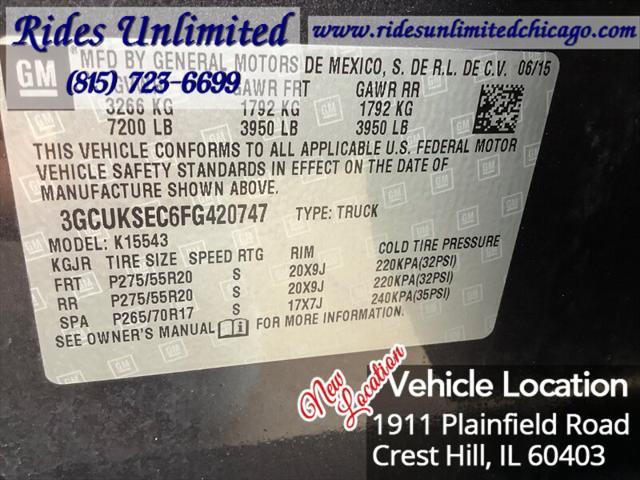 Rides Unlimited
www.ridesunlimitedchicago.com
(815) 723-6699
GM
MFD BY GENERAL MOTORS DE MEXICO, S. DE R.L. DE C.V. 06/15
GAWR FRT GAWR RR
3266 KG 1792 KG 1792 KG
7200 LB 3950 LB 3950 LB
THIS VEHICLE CONFORMS TO ALL APPLICABLE U.S. FEDERAL MOTOR
VEHICLE SAFETY STANDARDS IN EFFECT ON THE DATE OF
MANUFACTURE SHOWN ABOVE.
3GCUKSEC6FG420747 TYPE: TRUCK
MODEL: K15543
KGJR TIRE SIZE SPEED RTG RIM COLD TIRE PRESSURE
FRT P275/55R20 S 20X9J 220KPA(32PSI)
RR P275/55R20 S 20X9J 220KPA(32PSI)
SPA P265/70R17 S 17X7J 240KPA(35PSI)
SEE OWNER'S MANUAL FOR MORE INFORMATION.
New
Location
Vehicle Location
1911 Plainfield Road
Crest Hill, IL 60403